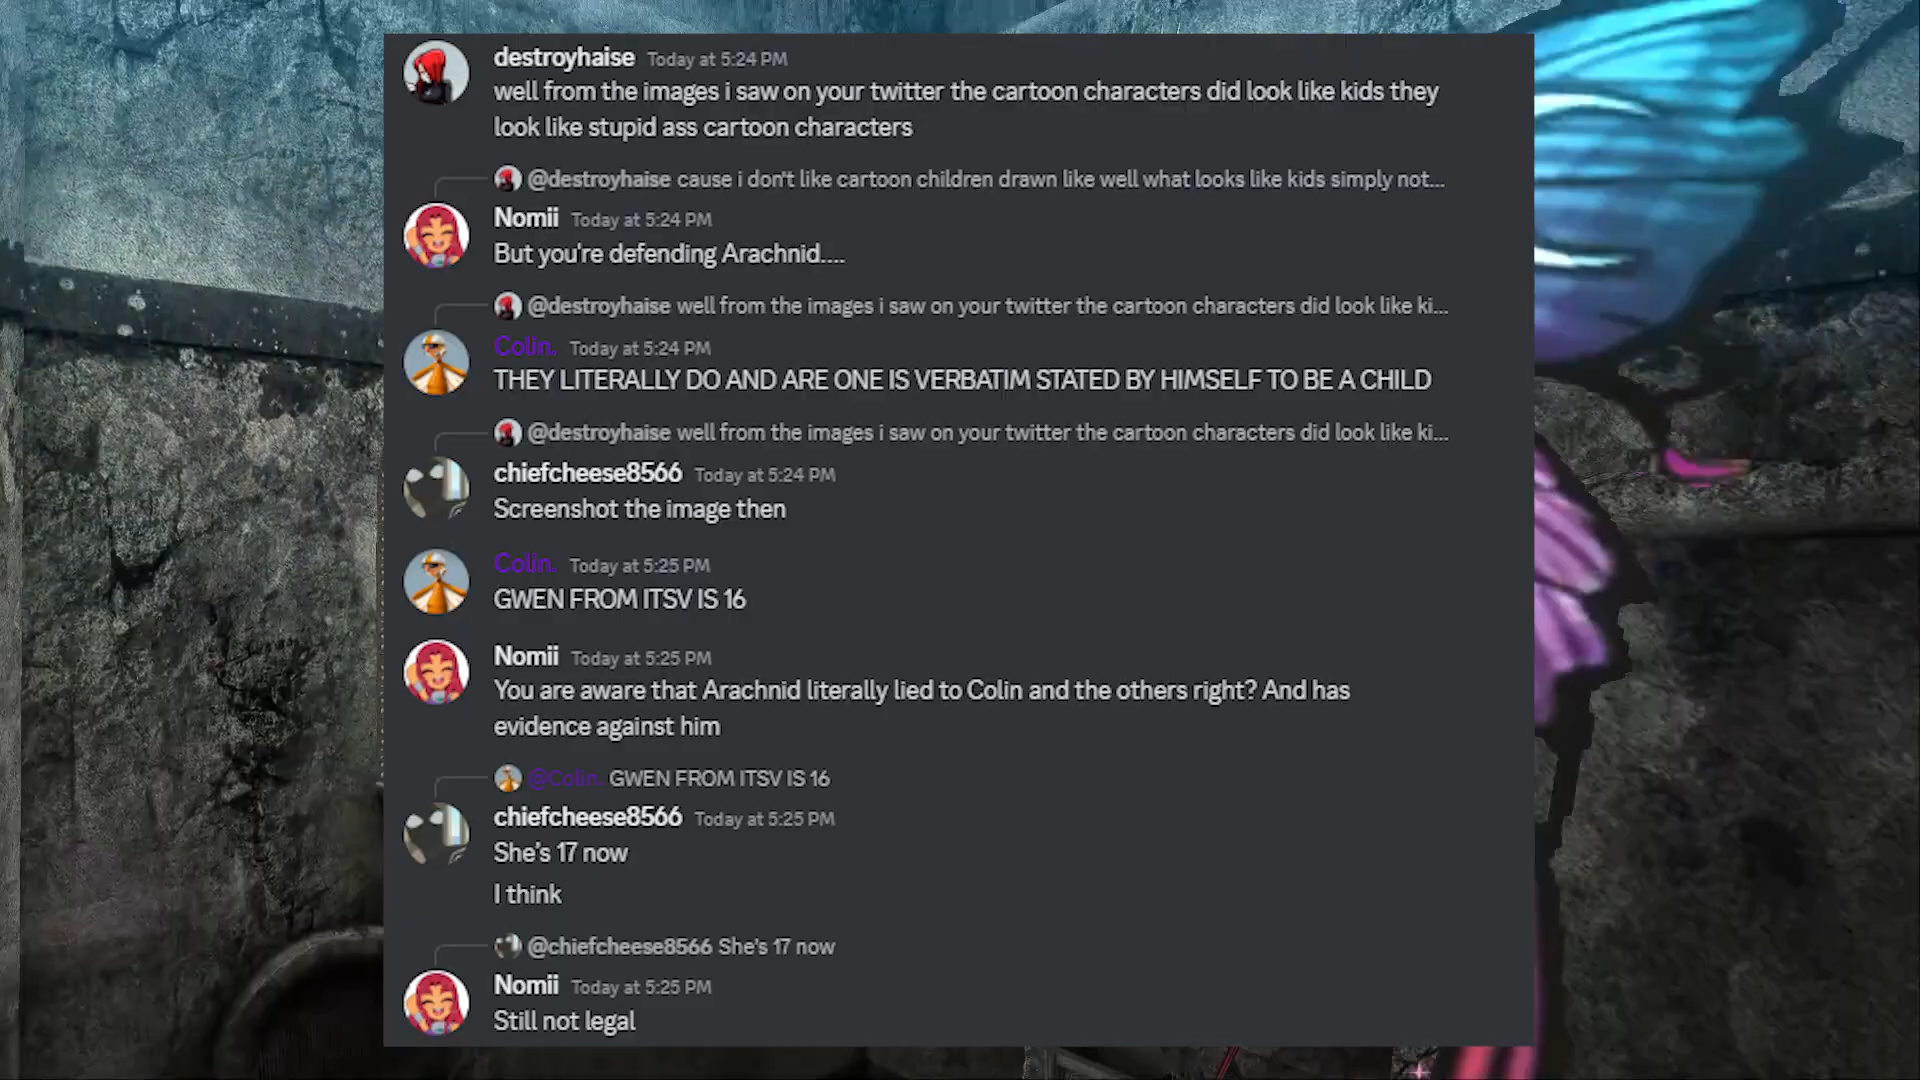 destroyhaise Today at 5:24 PM
well from the images i saw on your twitter the cartoon characters did look like kids they
look like stupid ass cartoon characters
@destroyhaise cause i don't like cartoon children drawn like well what looks like kids simply not...
Nomii Today at 5:24 PM
But you're defending Arachnid....
@destroyhaise well from the images i saw on your twitter the cartoon characters did look like ki...
Colin. Today at 5:24 PM
THEY LITERALLY DO AND ARE ONE IS VERBATIM STATED BY HIMSELF TO BE A CHILD
@destroyhaise well from the images i saw on your twitter the cartoon characters did look like ki...
chiefcheese8566 Today at 5:24 PM
Screenshot the image then
Colin. Today at 5:25 PM
GWEN FROM ITSV IS 16
Nomii Today at 5:25 PM
You are aware that Arachnid literally lied to Colin and the others right? And has
evidence against him
@Colin. GWEN FROM ITSV IS 16
chiefcheese8566 Today at 5:25 PM
She's 17 now
I think
@chiefcheese8566 She's 17 now
Nomii Today at 5:25 PM
Still not legal